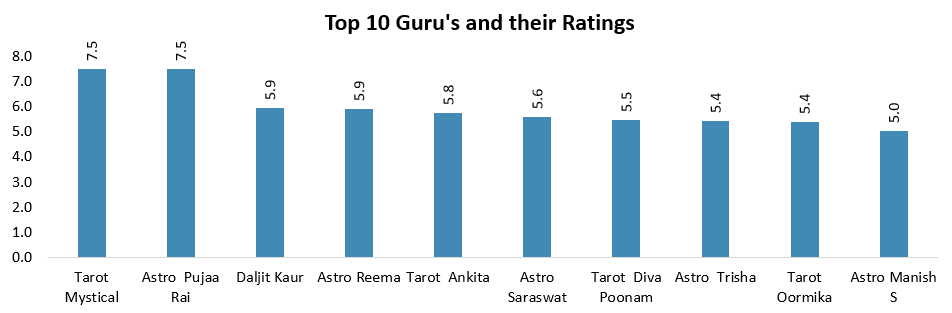 Top 10 Guru's and their Ratings
8.0
7.0
6.0
5.0
4.0
3.0
2.0
1.0
0.0
7.5
7.5
5.9
5.9
5.8
5.6
5.5
5.4
5.4
5.0
Tarot Mystical
Astro Pujaa Rai
Daljit Kaur
Astro Reema
Tarot Ankita
Astro Saraswat
Tarot Diva Poonam
Astro Trisha
Tarot Oormika
Astro Manish S